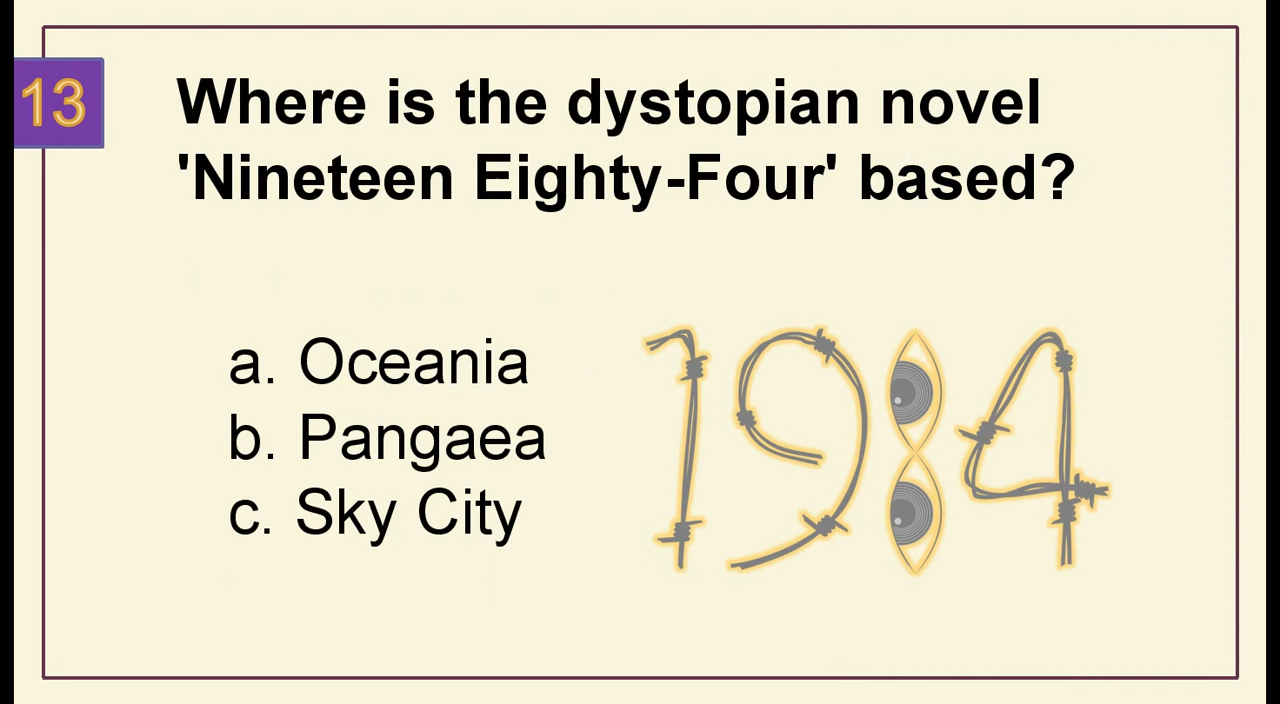 13
Where is the dystopian novel
'Nineteen Eighty-Four' based?
a. Oceania
b. Pangaea
c. Sky City
1984